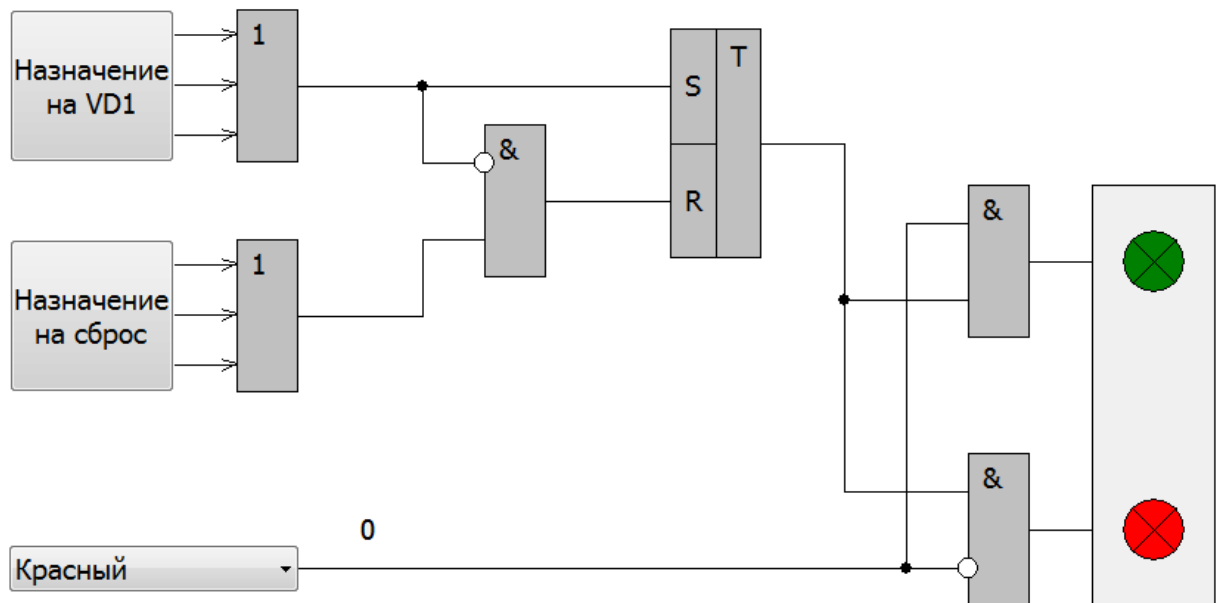 Назначение
на VD1
1
S
T
R
&
Назначение
на сброс
1
&
&
0
Красный